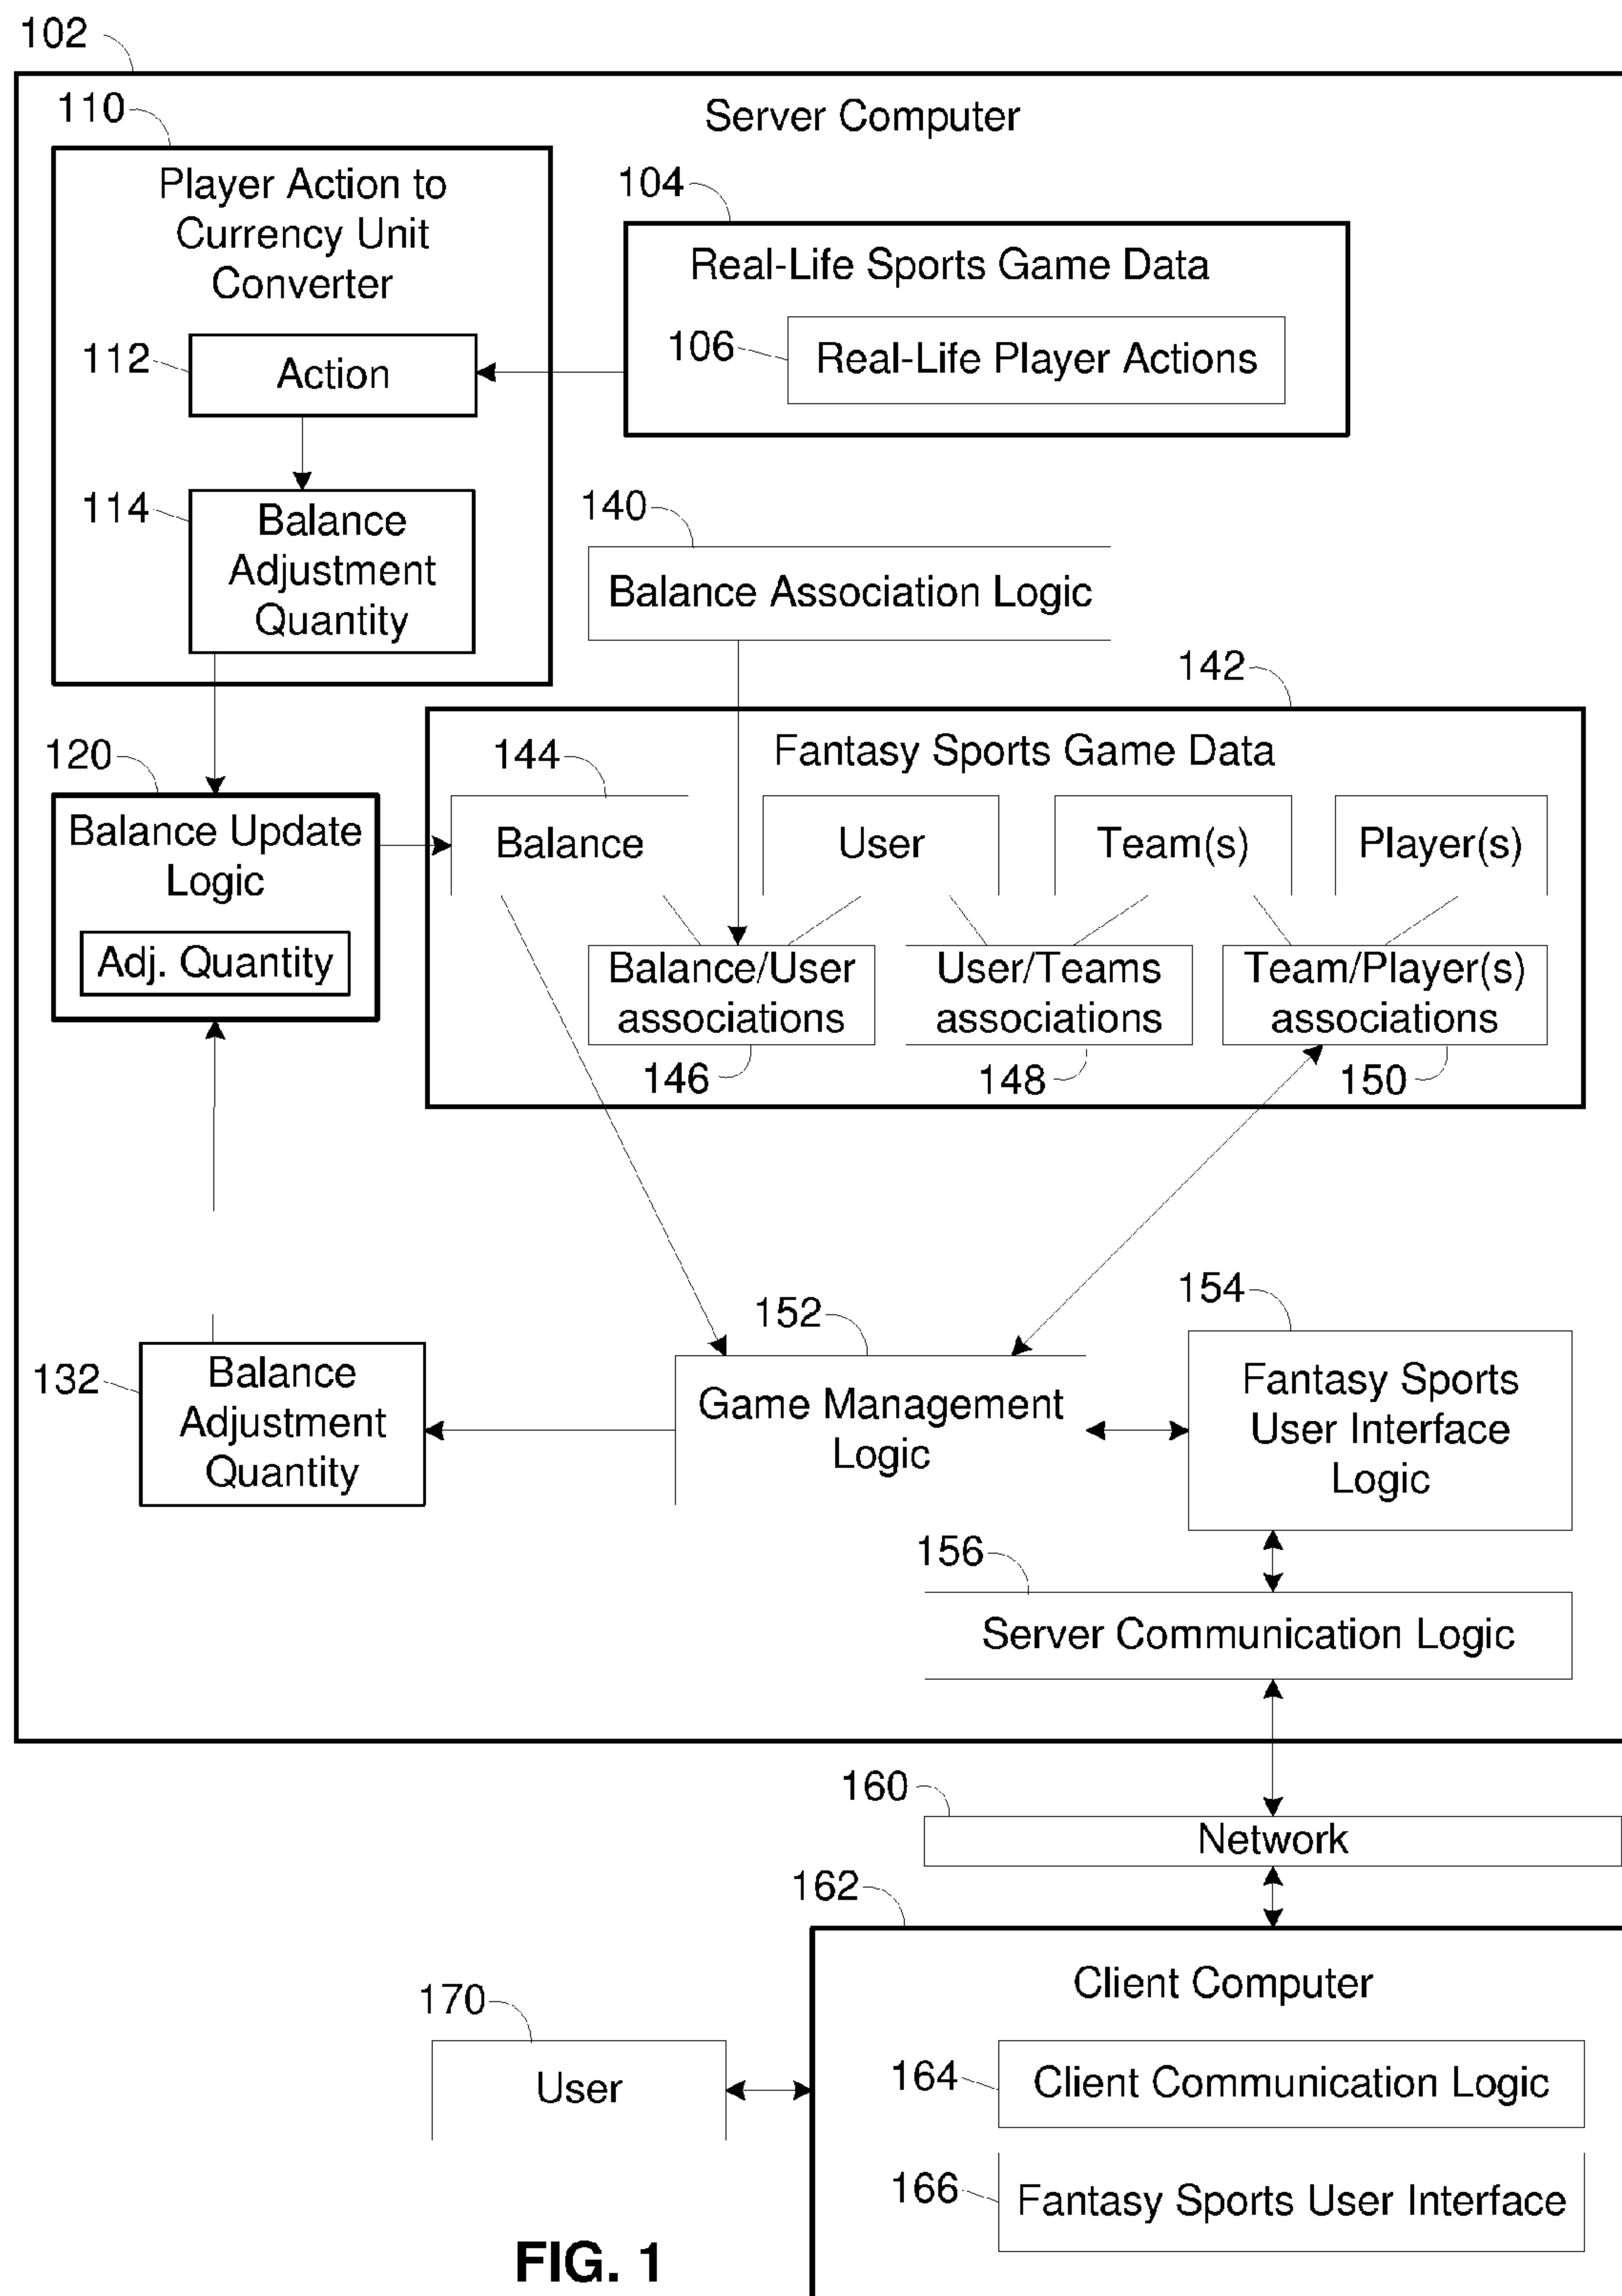 102
Server Computer
110
Player Action to
Currency Unit
Converter
104
Real-Life Sports Game Data
106
Real-Life Player Actions
112
Action
114
Balance
Adjustment
Quantity
140
Balance Association Logic
142
Fantasy Sports Game Data
120
Balance Update
Logic
Adj. Quantity
144
Balance
User
Team(s)
Player(s)
Balance/User
associations
146
User/Teams
associations
148
Team/Player(s)
associations
150
132
Balance
Adjustment
Quantity
152
Game Management
Logic
154
Fantasy Sports
User Interface
Logic
156
Server Communication Logic
160
Network
162
Client Computer
170
User
164
Client Communication Logic
166
Fantasy Sports User Interface
FIG. 1